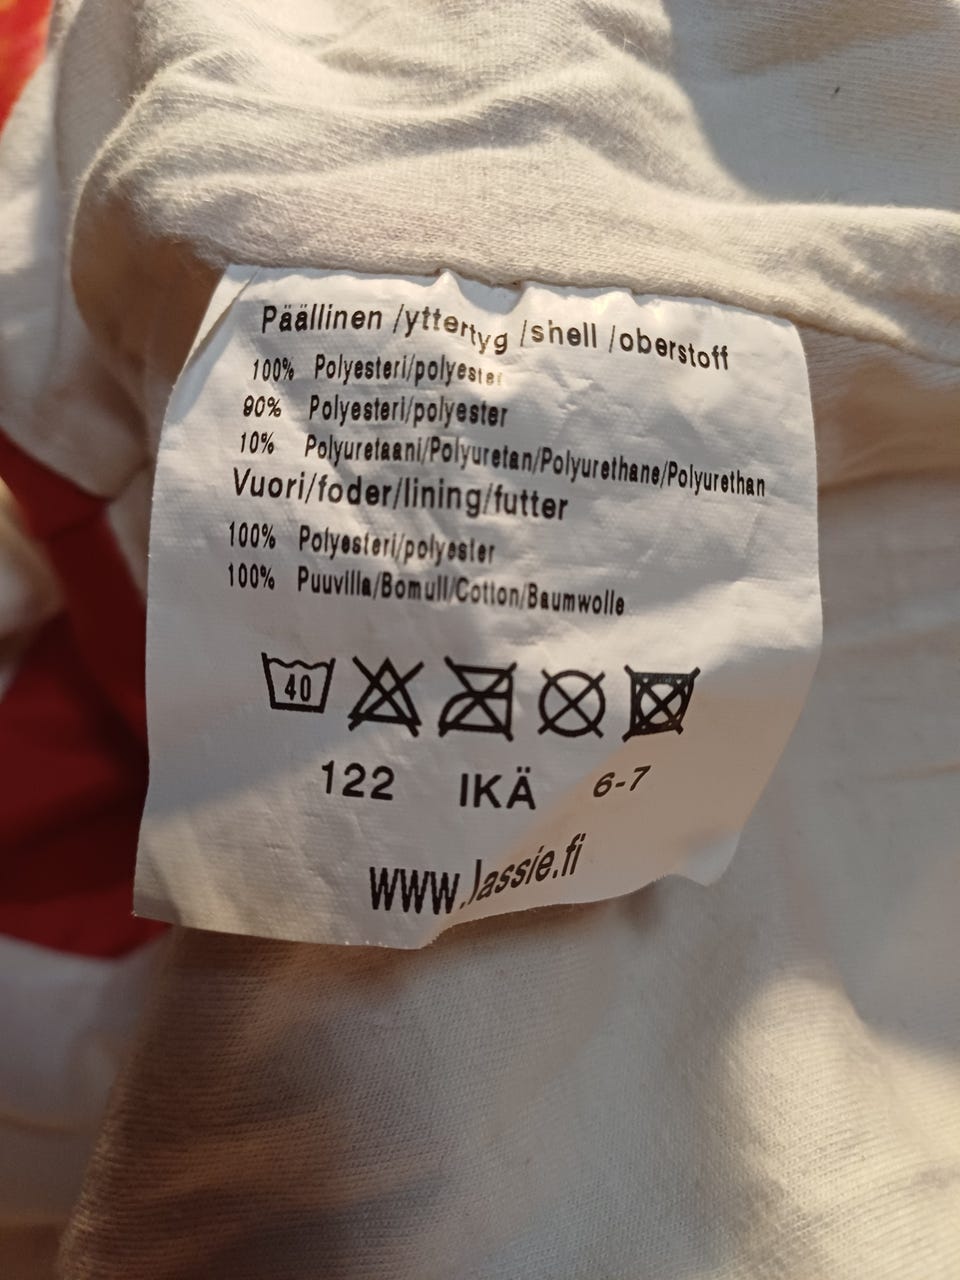 Päällinen /yttertyg /shell /oberstoff
100% Polyesteri/polyester
90% Polyesteri/polyester
10% Polyuretaani/Polyuretan/Polyurethane/Polyurethan
Vuori/foder/lining/futter
100% Polyesteri/polyester
100% Puuvilla/Bomull/Cotton/Baumwolle
40
122 IKÄ 6-7
www.lassie.fi